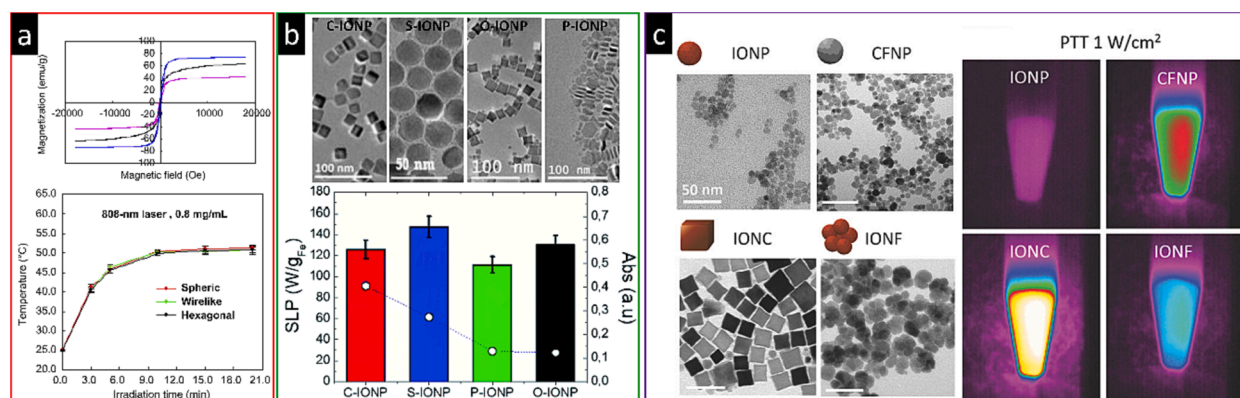 a
Magnetization (emu/g)
100
80
60
40
20
0
-20
-40
-60
-80
100
-20000
-10000
0
10000
20000
Magnetic field (Oe)
65.0
60.0
55.0
50.0
45.0
40.0
35.0
30.0
25.0
Temperature (°C)
808-nm laser , 0.8 mg/mL
Spheric
Wirelike
Hexagonal
0.0 3.0 6.0 9.0 12.0 15.0 18.0 21.0
Irradiation time (min)
b
C-IONP S-IONP O-IONP P-IONP
100 nm 50 nm 100 nm 100 nm
SLP (W/gFe)
180
160
140
120
100
80
60
40
20
0
0,8
0,7
0,6
0,5
0,4
0,3
0,2
0,1
0,0
Abs (a.u)
C-IONP S-IONP P-IONP O-IONP
c
IONP CFNP
50 nm
IONC IONF
PTT 1 W/cm²
IONP CFNP
IONC IONF